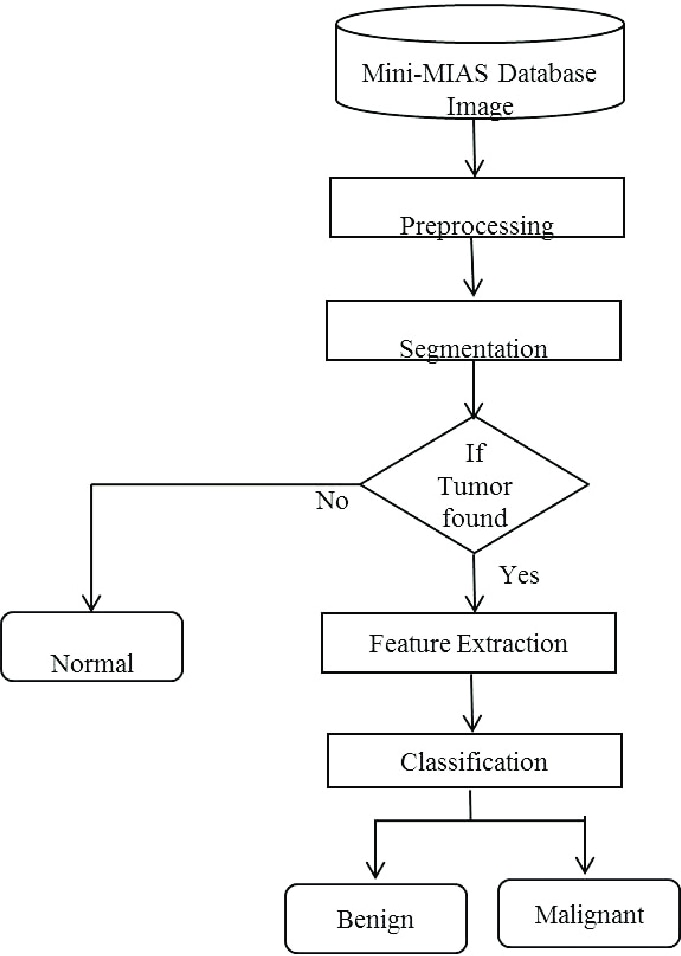 Mini-MIAS Database
Image
Preprocessing
Segmentation
If
Tumor
found
No
Yes
Normal
Feature Extraction
Classification
Benign
Malignant